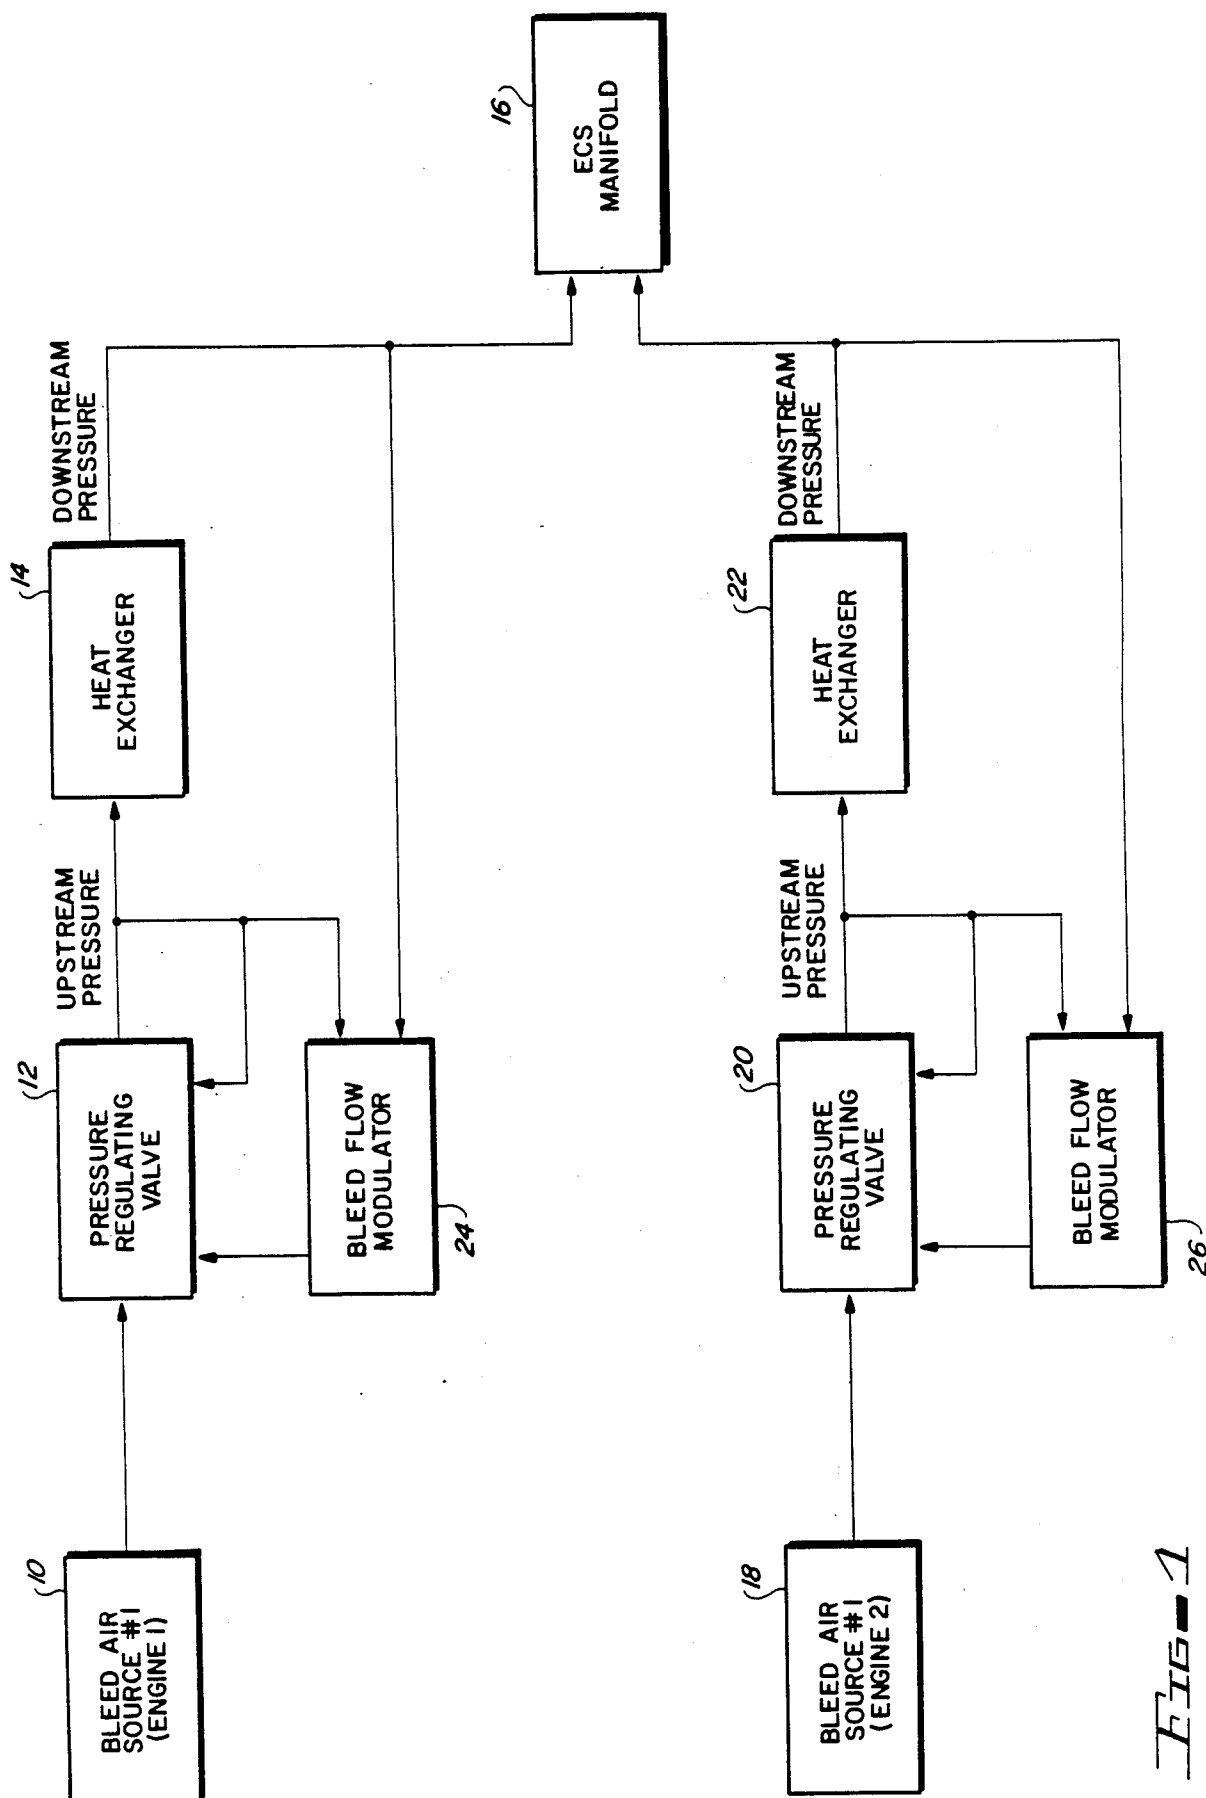 10
BLEED AIR
SOURCE #1
(ENGINE 1)
12
PRESSURE
REGULATING
VALVE
UPSTREAM
PRESSURE
14
HEAT
EXCHANGER
DOWNSTREAM
PRESSURE
BLEED FLOW
MODULATOR
24
16
ECS
MANIFOLD
18
BLEED AIR
SOURCE #1
(ENGINE 2)
20
PRESSURE
REGULATING
VALVE
UPSTREAM
PRESSURE
22
HEAT
EXCHANGER
DOWNSTREAM
PRESSURE
BLEED FLOW
MODULATOR
26
FIG-1